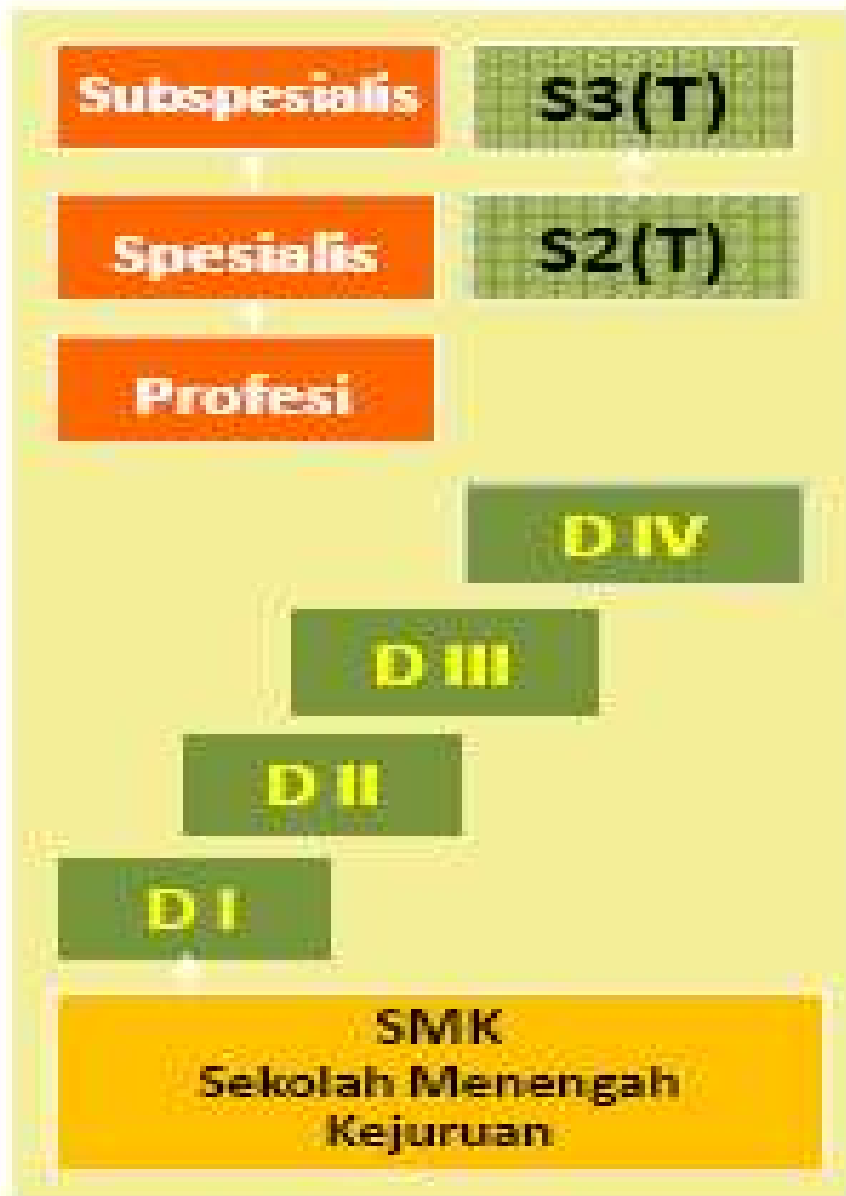 Subspesialis
S3(T)
Spesialis
S2(T)
Profesi
D IV
D III
D II
D I
SMK
Sekolah Menengah
Kejuruan